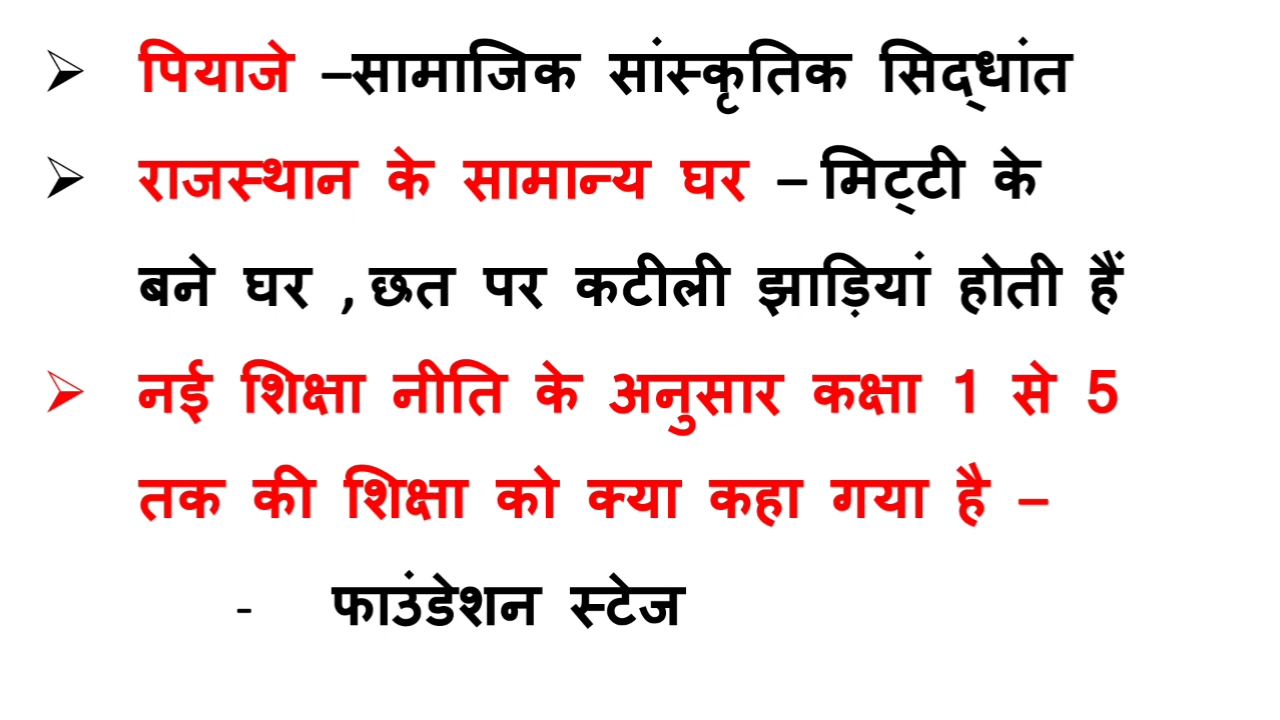 ➢ पियाजे –सामाजिक सांस्कृतिक सिद्धांत
➢ राजस्थान के सामान्य घर – मिट्टी के
बने घर , छत पर कटीली झाड़ियां होती हैं
➢ नई शिक्षा नीति के अनुसार कक्षा 1 से 5
तक की शिक्षा को क्या कहा गया है –
- फाउंडेशन स्टेज